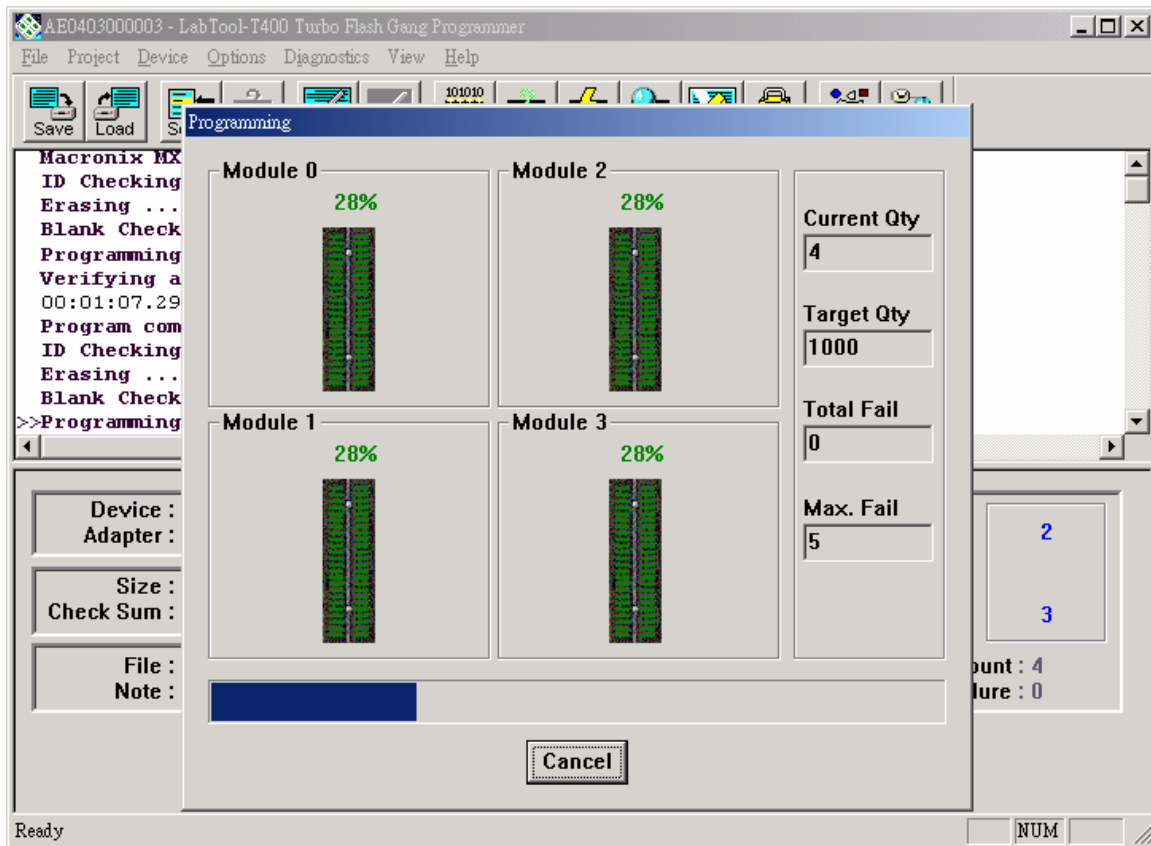 AE0403000003 - LabTool-T400 Turbo Flash Gang Programmer
File Project Device Options Diagnostics View Help
101010
Save Load
Programming
Macronix MX
ID Checking
Erasing ...
Blank Check
Programming
Verifying a
00:01:07.29
Program com
ID Checking
Erasing ...
Blank Check
>>Programming
Module 0
28%
Module 2
28%
Module 1
28%
Module 3
28%
Current Qty
4
Target Qty
1000
Total Fail
0
Max. Fail
5
Device :
Adapter :
Size :
Check Sum :
File :
Note :
2
3
ount : 4
lure : 0
Cancel
Ready
NUM